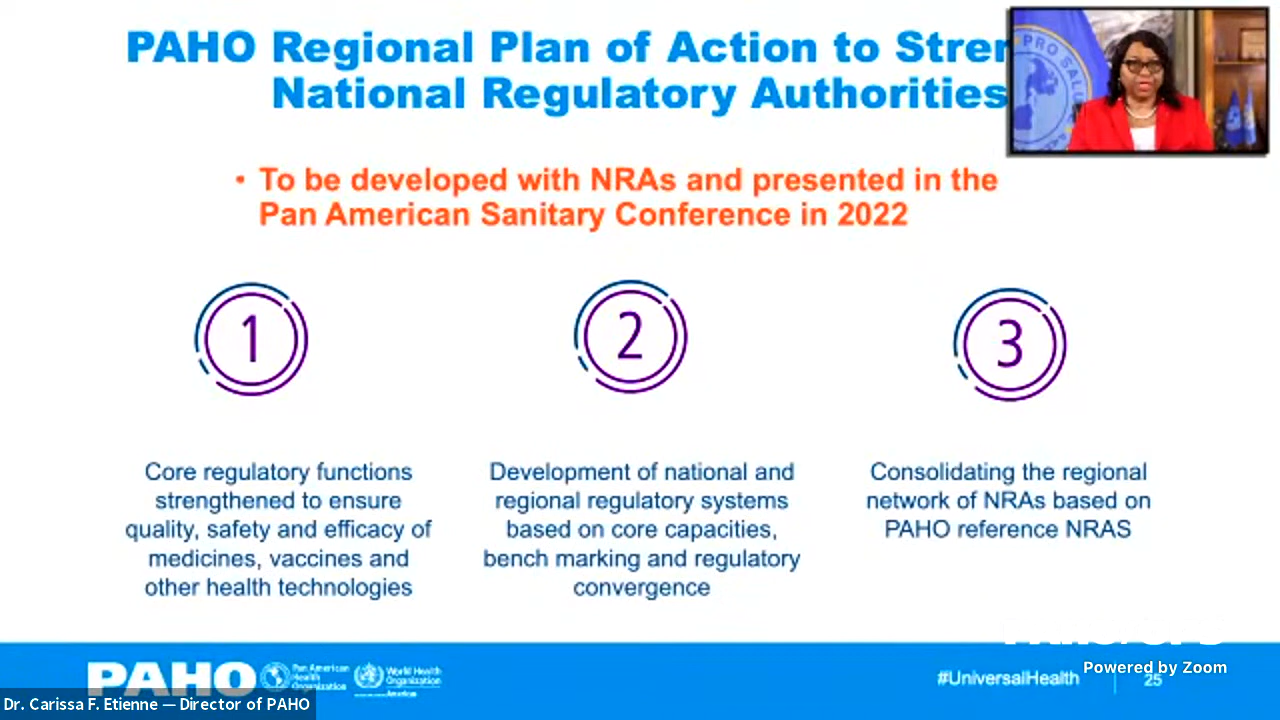 PAHO Regional Plan of Action to Stren
National Regulatory Authorities
PRO SALU
• To be developed with NRAs and presented in the
Pan American Sanitary Conference in 2022
1
2
3
Core regulatory functions
strengthened to ensure
quality, safety and efficacy of
medicines, vaccines and
other health technologies
Development of national and
regional regulatory systems
based on core capacities,
bench marking and regulatory
convergence
Consolidating the regional
network of NRAs based on
PAHO reference NRAS
PAHO
Pan American
Health
Organization
World Health
Organization
Americas
#UniversalHealth
25
Powered by Zoom
Dr. Carissa F. Etienne — Director of PAHO